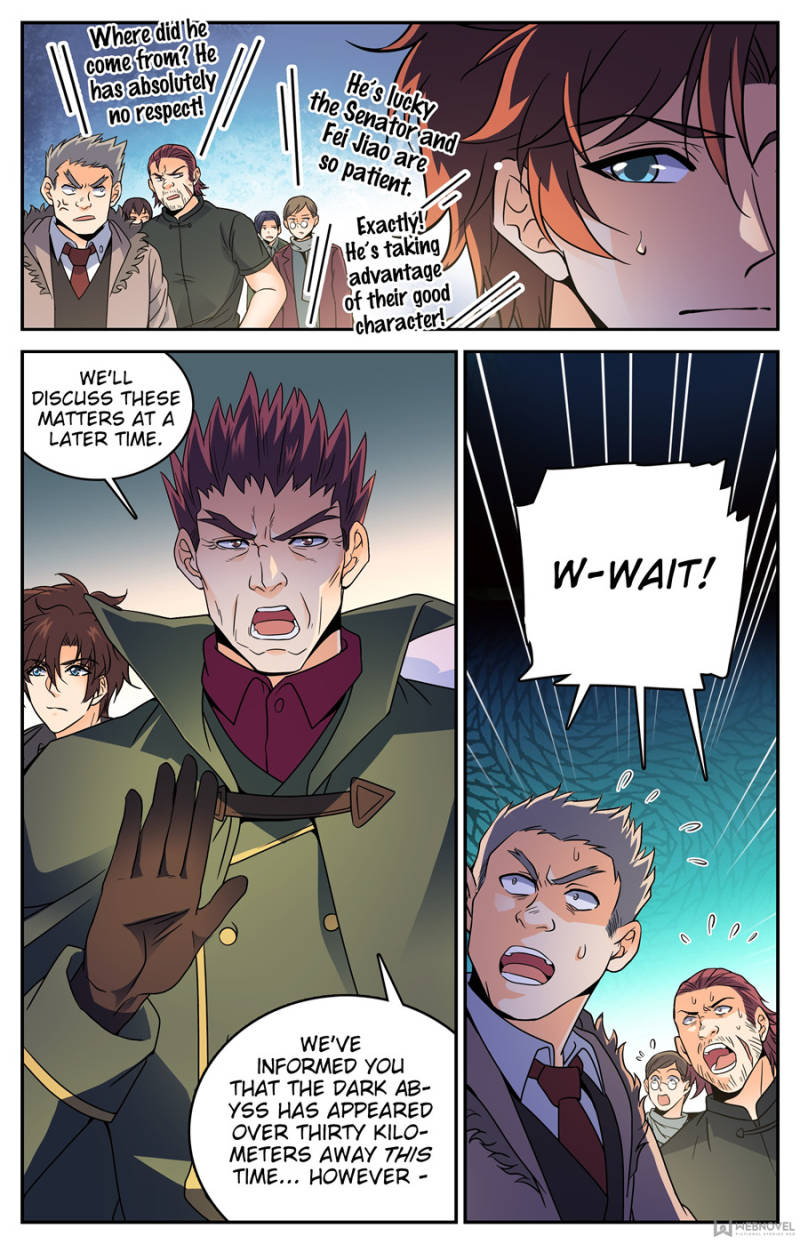 Where did he
come from? He
has absolutely
no respect!
He's lucky
the Senator and
Fei Jiao are
so patient.
Exactly!
He's taking
advantage
of their good
character!
WE'LL
DISCUSS THESE
MATTERS AT A
LATER TIME.
WE'VE
INFORMED YOU
THAT THE DARK AB-
YSS HAS APPEARED
OVER THIRTY KILO-
METERS AWAY THIS
TIME... HOWEVER -
W-WAIT!
WEBNOVEL